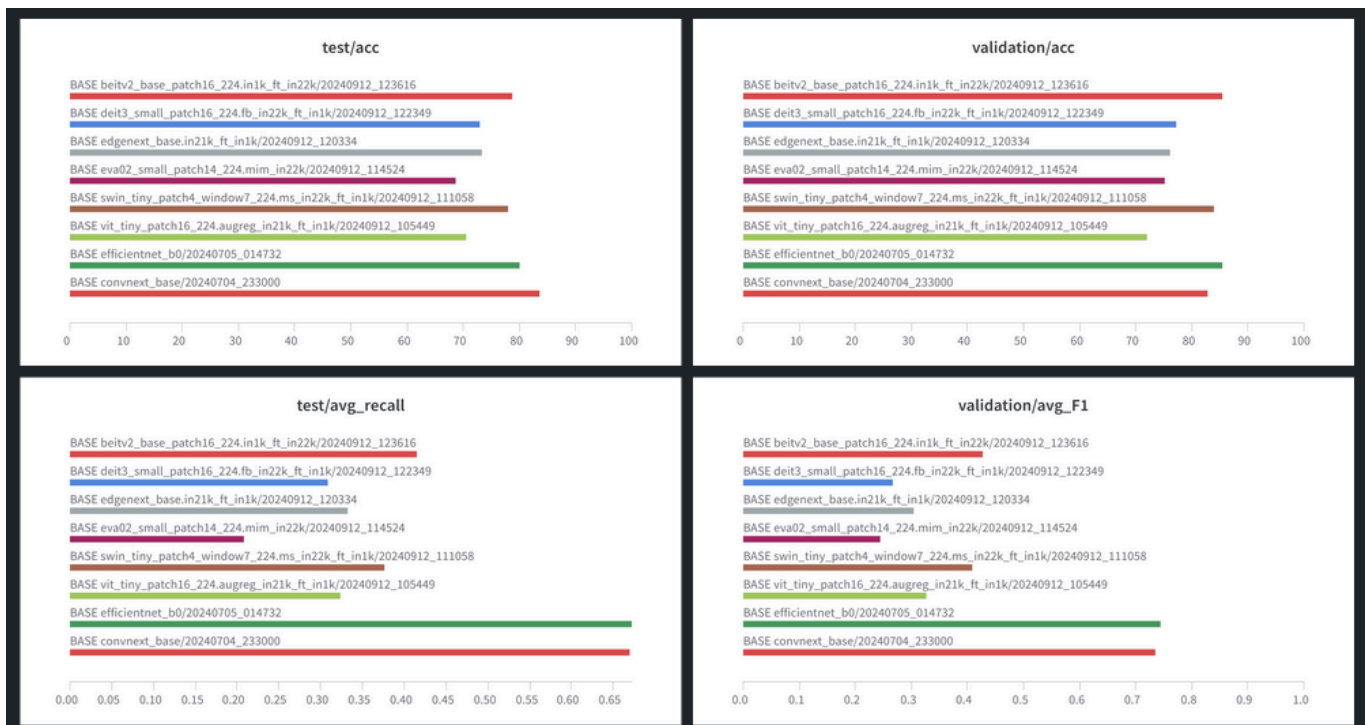 test/acc
BASE beitv2_base_patch16_224.in1k_ft_in22k/20240912_123616
BASE deit3_small_patch16_224.fb_in22k_ft_in1k/20240912_122349
BASE edgenext_base.in21k_ft_in1k/20240912_120334
BASE eva02_small_patch14_224.mim_in22k/20240912_114524
BASE swin_tiny_patch4_window7_224.ms_in22k_ft_in1k/20240912_111058
BASE vit_tiny_patch16_224.augreg_in21k_ft_in1k/20240912_105449
BASE efficientnet_b0/20240705_014732
BASE convnext_base/20240704_233000
0 10 20 30 40 50 60 70 80 90 100
validation/acc
BASE beitv2_base_patch16_224.in1k_ft_in22k/20240912_123616
BASE deit3_small_patch16_224.fb_in22k_ft_in1k/20240912_122349
BASE edgenext_base.in21k_ft_in1k/20240912_120334
BASE eva02_small_patch14_224.mim_in22k/20240912_114524
BASE swin_tiny_patch4_window7_224.ms_in22k_ft_in1k/20240912_111058
BASE vit_tiny_patch16_224.augreg_in21k_ft_in1k/20240912_105449
BASE efficientnet_b0/20240705_014732
BASE convnext_base/20240704_233000
0 10 20 30 40 50 60 70 80 90 100
test/avg_recall
BASE beitv2_base_patch16_224.in1k_ft_in22k/20240912_123616
BASE deit3_small_patch16_224.fb_in22k_ft_in1k/20240912_122349
BASE edgenext_base.in21k_ft_in1k/20240912_120334
BASE eva02_small_patch14_224.mim_in22k/20240912_114524
BASE swin_tiny_patch4_window7_224.ms_in22k_ft_in1k/20240912_111058
BASE vit_tiny_patch16_224.augreg_in21k_ft_in1k/20240912_105449
BASE efficientnet_b0/20240705_014732
BASE convnext_base/20240704_233000
0.00 0.05 0.10 0.15 0.20 0.25 0.30 0.35 0.40 0.45 0.50 0.55 0.60 0.65
validation/avg_F1
BASE beitv2_base_patch16_224.in1k_ft_in22k/20240912_123616
BASE deit3_small_patch16_224.fb_in22k_ft_in1k/20240912_122349
BASE edgenext_base.in21k_ft_in1k/20240912_120334
BASE eva02_small_patch14_224.mim_in22k/20240912_114524
BASE swin_tiny_patch4_window7_224.ms_in22k_ft_in1k/20240912_111058
BASE vit_tiny_patch16_224.augreg_in21k_ft_in1k/20240912_105449
BASE efficientnet_b0/20240705_014732
BASE convnext_base/20240704_233000
0.0 0.1 0.2 0.3 0.4 0.5 0.6 0.7 0.8 0.9 1.0